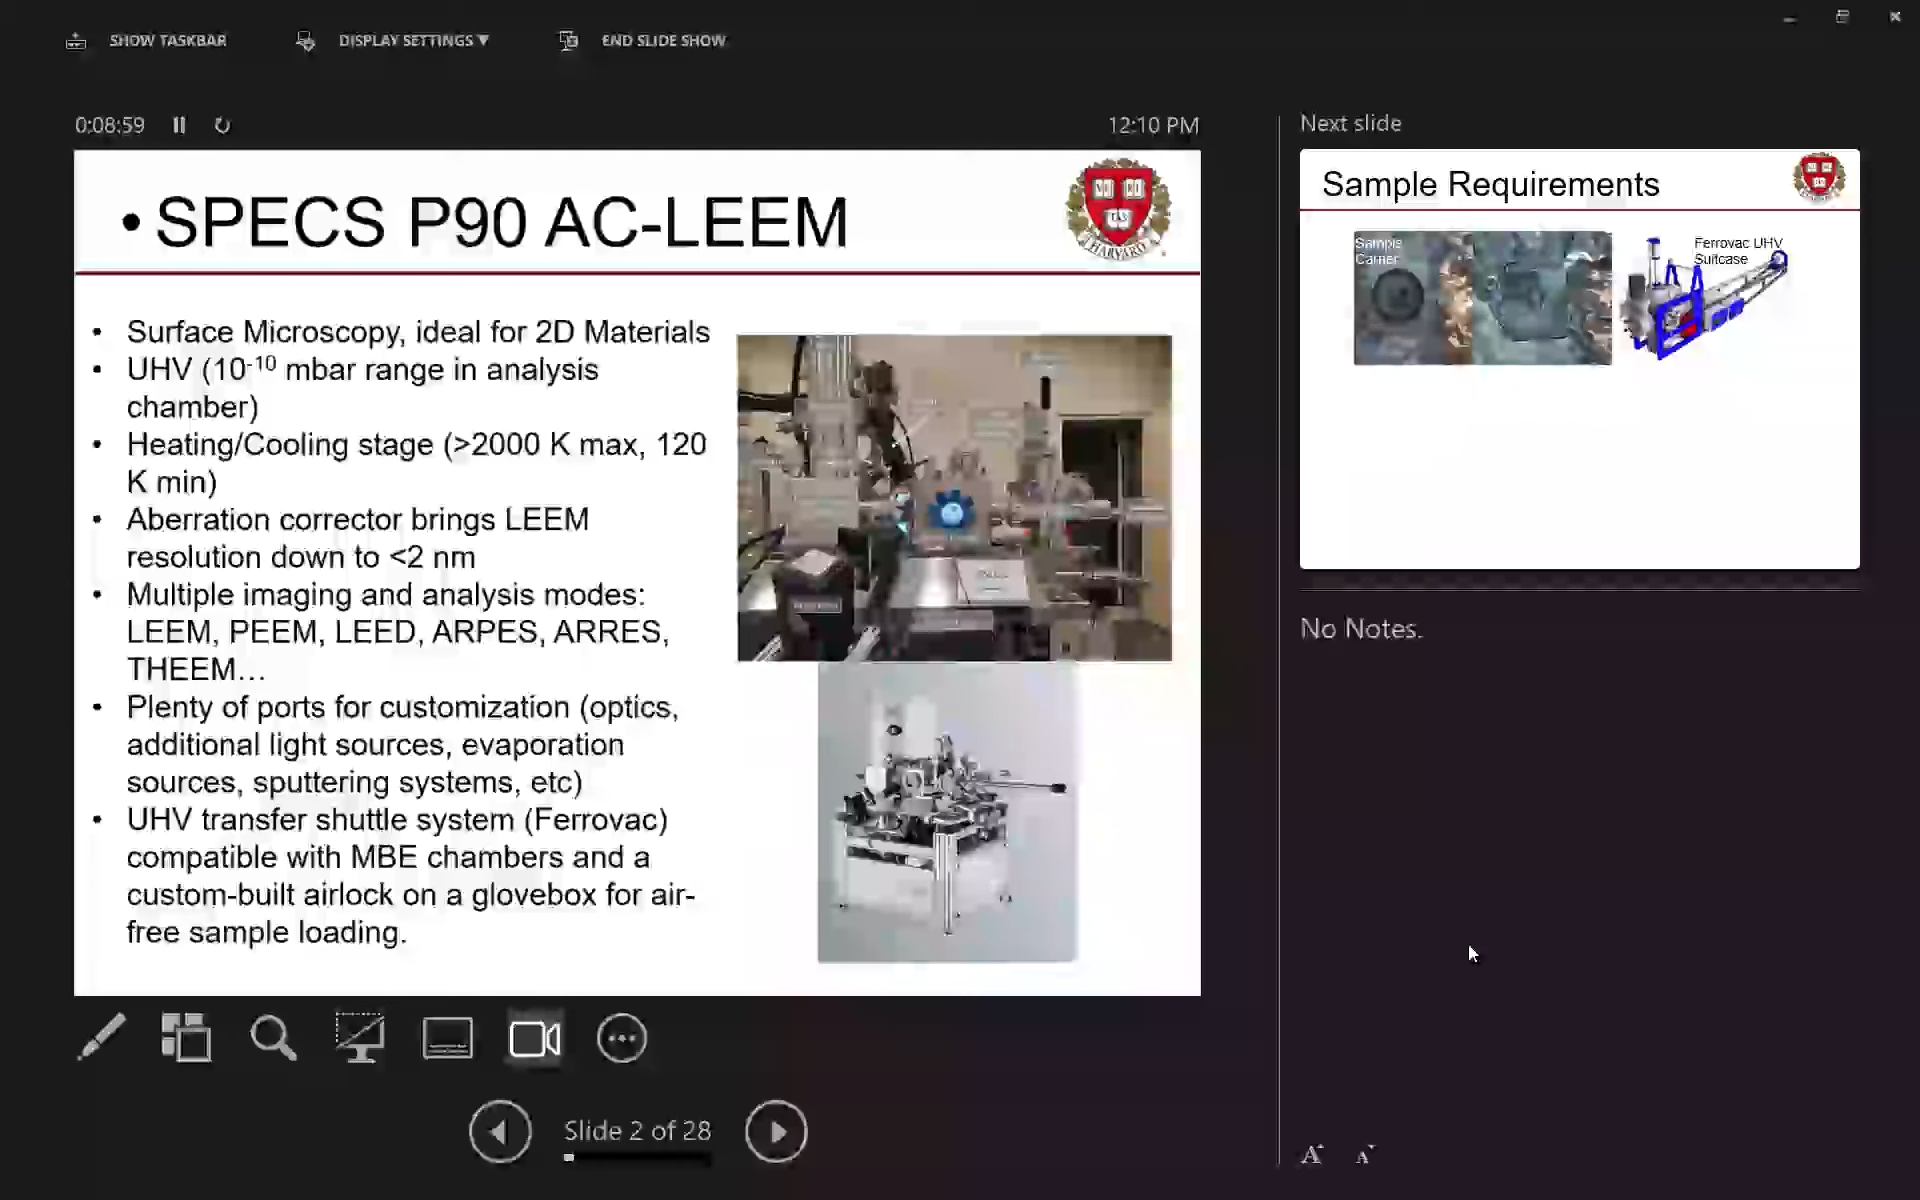 SHOW TASKBAR
DISPLAY SETTINGS ▼
END SLIDE SHOW
0:08:59
12:10 PM
• SPECS P90 AC-LEEM
VE RI
TAS
HARVARD
• Surface Microscopy, ideal for 2D Materials
• UHV (10⁻¹⁰ mbar range in analysis
chamber)
• Heating/Cooling stage (>2000 K max, 120
K min)
• Aberration corrector brings LEEM
resolution down to <2 nm
• Multiple imaging and analysis modes:
LEEM, PEEM, LEED, ARPES, ARRES,
THEEM…
• Plenty of ports for customization (optics,
additional light sources, evaporation
sources, sputtering systems, etc)
• UHV transfer shuttle system (Ferrovac)
compatible with MBE chambers and a
custom-built airlock on a glovebox for air-
free sample loading.
Slide 2 of 28
Next slide
Sample Requirements
Sample
Carrier
Ferrovac UHV
Suitcase
No Notes.
A A